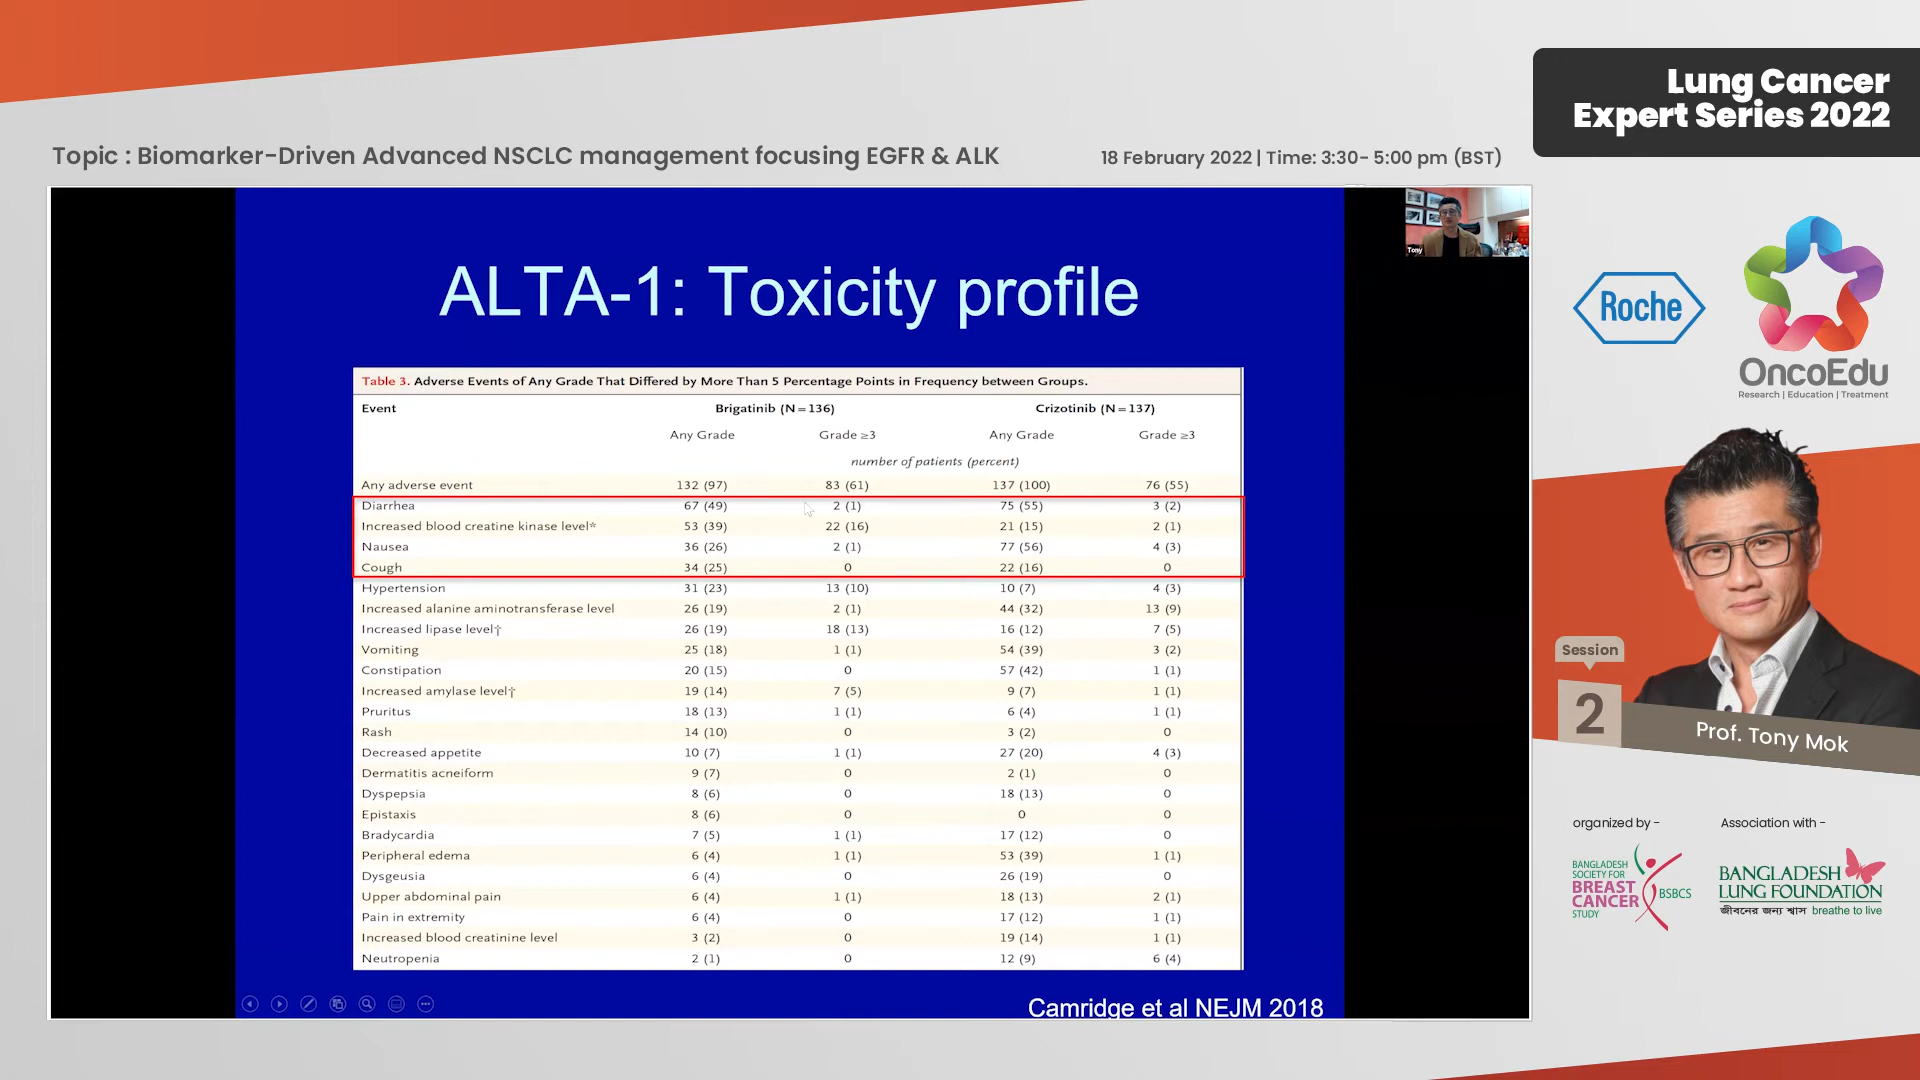 Lung Cancer
Expert Series 2022
Topic : Biomarker-Driven Advanced NSCLC management focusing EGFR & ALK
18 February 2022 | Time: 3:30- 5:00 pm (BST)
Tony
ALTA-1: Toxicity profile
Table 3. Adverse Events of Any Grade That Differed by More Than 5 Percentage Points in Frequency between Groups.
Event Brigatinib (N=136) Crizotinib (N=137)
Any Grade Grade ≥3 Any Grade Grade ≥3
number of patients (percent)
Any adverse event 132 (97) 83 (61) 137 (100) 76 (55)
Diarrhea 67 (49) 2 (1) 75 (55) 3 (2)
Increased blood creatine kinase level* 53 (39) 22 (16) 21 (15) 2 (1)
Nausea 36 (26) 2 (1) 77 (56) 4 (3)
Cough 34 (25) 0 22 (16) 0
Hypertension 31 (23) 13 (10) 10 (7) 4 (3)
Increased alanine aminotransferase level 26 (19) 2 (1) 44 (32) 13 (9)
Increased lipase level† 26 (19) 18 (13) 16 (12) 7 (5)
Vomiting 25 (18) 1 (1) 54 (39) 3 (2)
Constipation 20 (15) 0 57 (42) 1 (1)
Increased amylase level† 19 (14) 7 (5) 9 (7) 1 (1)
Pruritus 18 (13) 1 (1) 6 (4) 1 (1)
Rash 14 (10) 0 3 (2) 0
Decreased appetite 10 (7) 1 (1) 27 (20) 4 (3)
Dermatitis acneiform 9 (7) 0 2 (1) 0
Dyspepsia 8 (6) 0 18 (13) 0
Epistaxis 8 (6) 0 0 0
Bradycardia 7 (5) 1 (1) 17 (12) 0
Peripheral edema 6 (4) 1 (1) 53 (39) 1 (1)
Dysgeusia 6 (4) 0 26 (19) 0
Upper abdominal pain 6 (4) 1 (1) 18 (13) 2 (1)
Pain in extremity 6 (4) 0 17 (12) 1 (1)
Increased blood creatinine level 3 (2) 0 19 (14) 1 (1)
Neutropenia 2 (1) 0 12 (9) 6 (4)
Camridge et al NEJM 2018
Roche
OncoEdu
Research | Education | Treatment
Session
2
Prof. Tony Mok
organized by -
BANGLADESH
SOCIETY FOR
BREAST
CANCER
STUDY
BSBCS
Association with -
BANGLADESH
LUNG FOUNDATION
জীবনের জন্য শ্বাস breathe to live